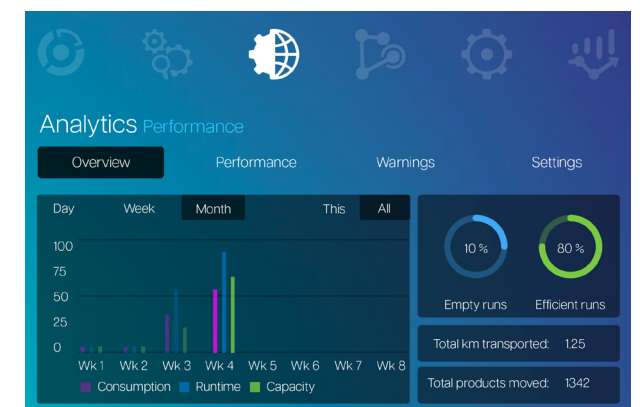 Analytics Performance
Overview Performance Warnings Settings
Day Week Month This All
100
75
50
25
0
Wk 1 Wk 2 Wk 3 Wk 4 Wk 5 Wk 6 Wk 7 Wk 8
Consumption Runtime Capacity
10 % 80 %
Empty runs Efficient runs
Total km transported: 1.25
Total products moved: 1342